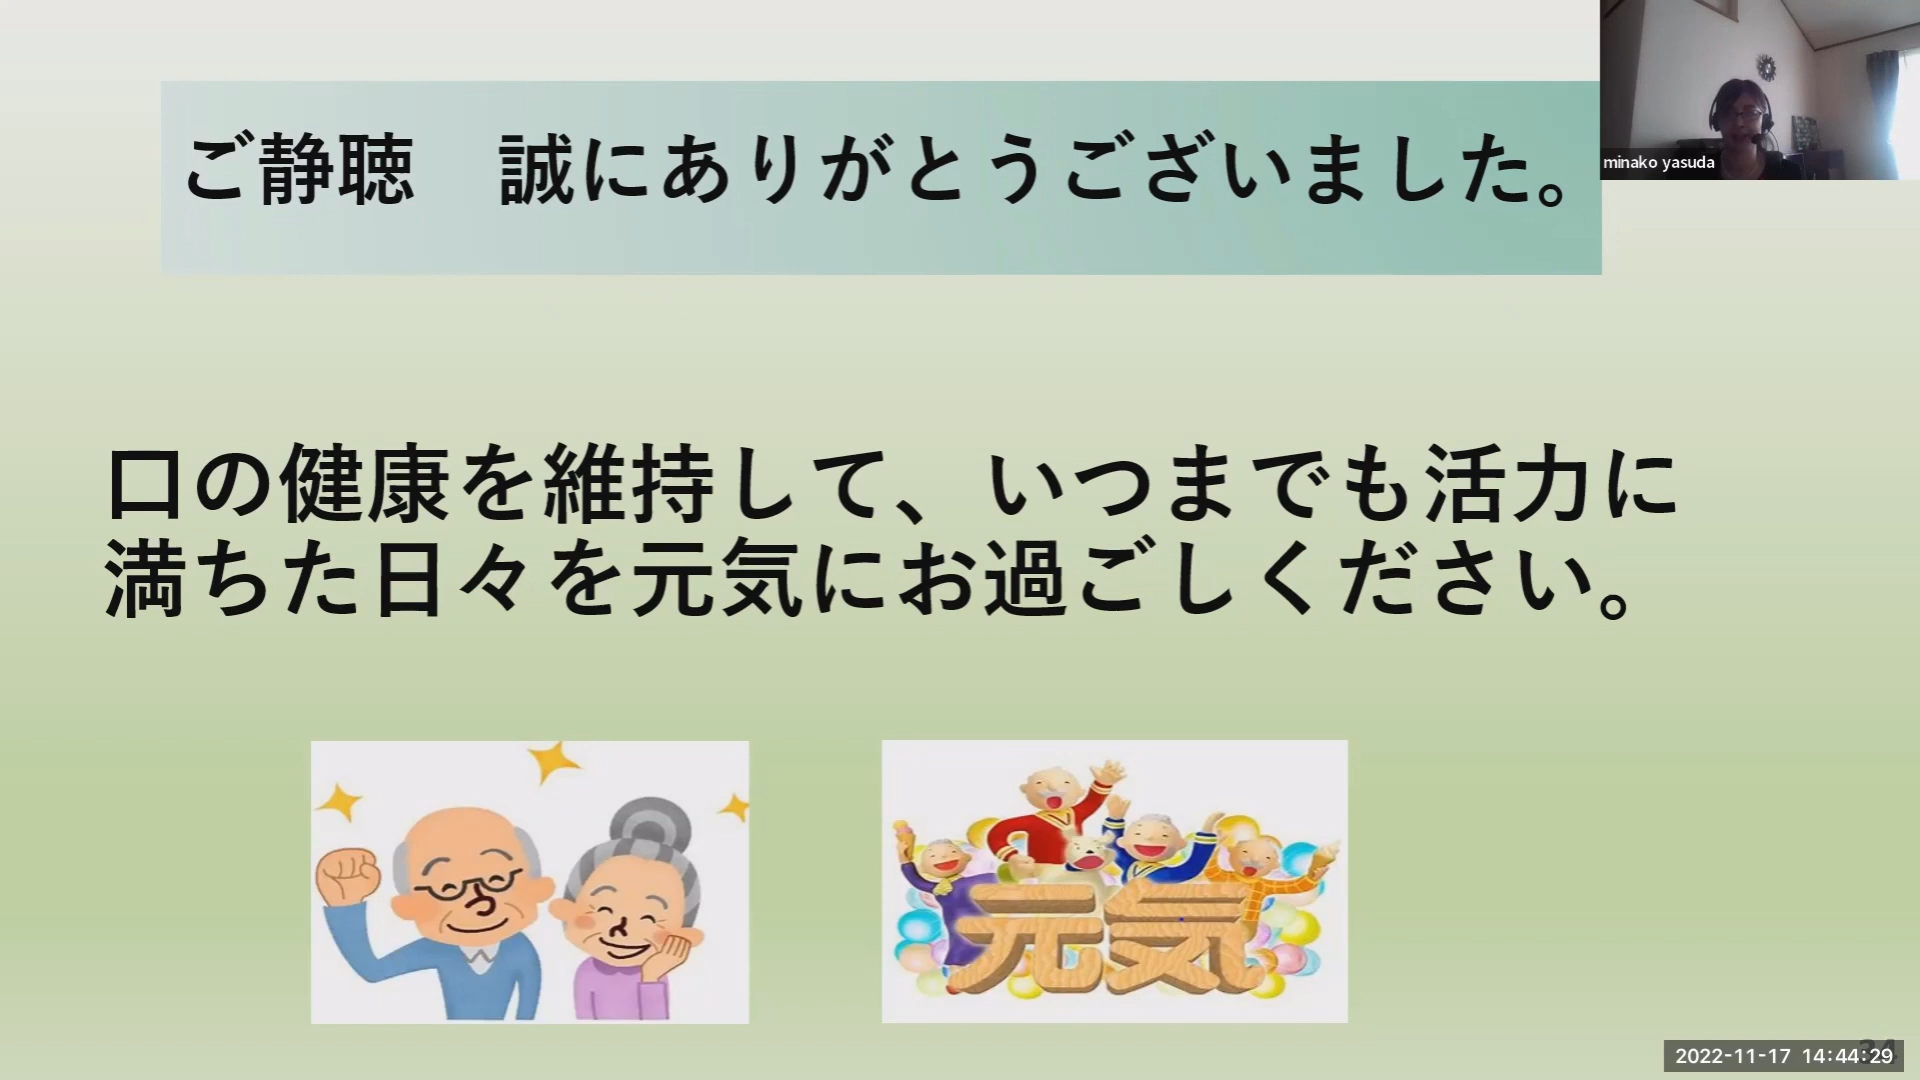 ご静聴　誠にありがとうございました。
minako yasuda
口の健康を維持して、いつまでも活力に
満ちた日々を元気にお過ごしください。
元気
2022-11-17 14:44:29